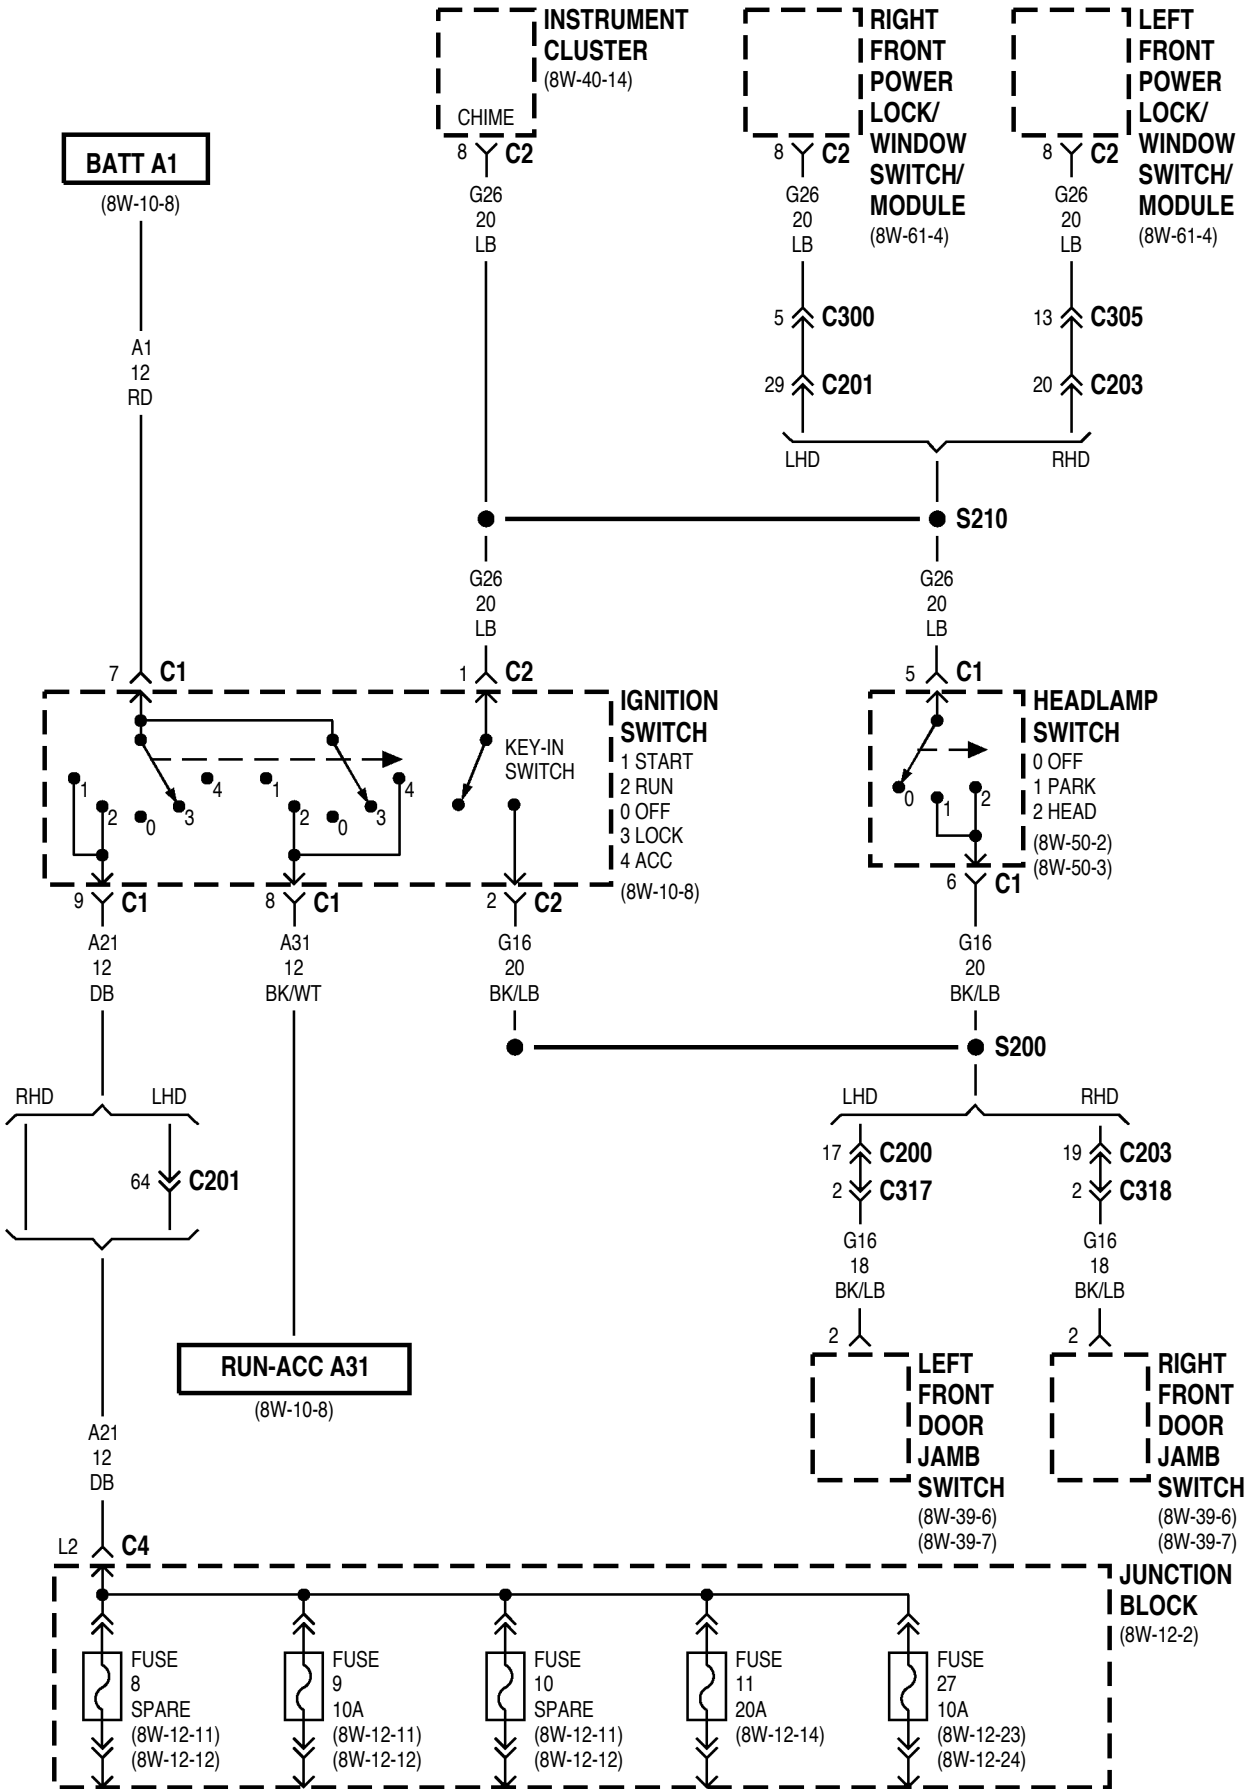 INSTRUMENT
CLUSTER
(8W-40-14)
CHIME
8 C2
G26
20
LB
RIGHT
FRONT
POWER
LOCK/
WINDOW
SWITCH/
MODULE
(8W-61-4)
8 C2
G26
20
LB
5 C300
29 C201
LHD
LEFT
FRONT
POWER
LOCK/
WINDOW
SWITCH/
MODULE
(8W-61-4)
8 C2
G26
20
LB
13 C305
20 C203
RHD
BATT A1
(8W-10-8)
A1
12
RD
S210
G26
20
LB
G26
20
LB
7 C1
1 C2
5 C1
IGNITION
SWITCH
1 START
2 RUN
0 OFF
3 LOCK
4 ACC
(8W-10-8)
KEY-IN
SWITCH
1
2
0
3
4
1
2
0
3
4
HEADLAMP
SWITCH
0 OFF
1 PARK
2 HEAD
(8W-50-2)
(8W-50-3)
0
1
2
9 C1
8 C1
2 C2
6 C1
A21
12
DB
A31
12
BK/WT
G16
20
BK/LB
G16
20
BK/LB
S200
RHD
LHD
64 C201
LHD
RHD
17 C200
2 C317
19 C203
2 C318
G16
18
BK/LB
G16
18
BK/LB
2
2
RUN-ACC A31
(8W-10-8)
LEFT
FRONT
DOOR
JAMB
SWITCH
(8W-39-6)
(8W-39-7)
RIGHT
FRONT
DOOR
JAMB
SWITCH
(8W-39-6)
(8W-39-7)
A21
12
DB
L2 C4
JUNCTION
BLOCK
(8W-12-2)
FUSE
8
SPARE
(8W-12-11)
(8W-12-12)
FUSE
9
10A
(8W-12-11)
(8W-12-12)
FUSE
10
SPARE
(8W-12-11)
(8W-12-12)
FUSE
11
20A
(8W-12-14)
FUSE
27
10A
(8W-12-23)
(8W-12-24)